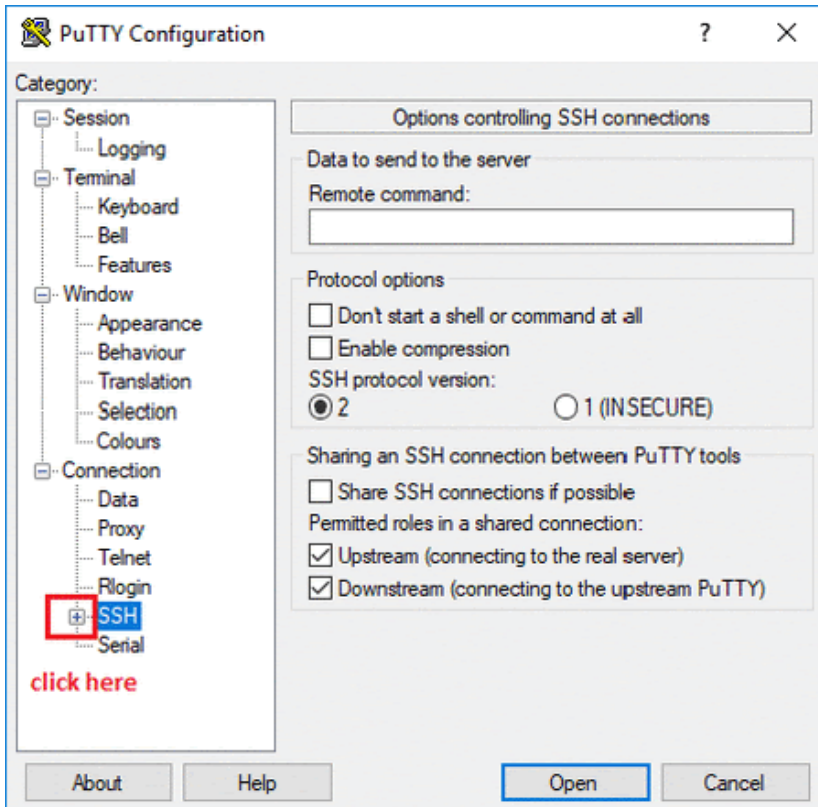 PuTTY Configuration
?
Category:
Session
Logging
Terminal
Keyboard
Bell
Features
Window
Appearance
Behaviour
Translation
Selection
Colours
Connection
Data
Proxy
Telnet
Rlogin
SSH
Serial
click here
Options controlling SSH connections
Data to send to the server
Remote command:
Protocol options
Don't start a shell or command at all
Enable compression
SSH protocol version:
2 1 (INSECURE)
Sharing an SSH connection between PuTTY tools
Share SSH connections if possible
Permitted roles in a shared connection:
Upstream (connecting to the real server)
Downstream (connecting to the upstream PuTTY)
About Help Open Cancel